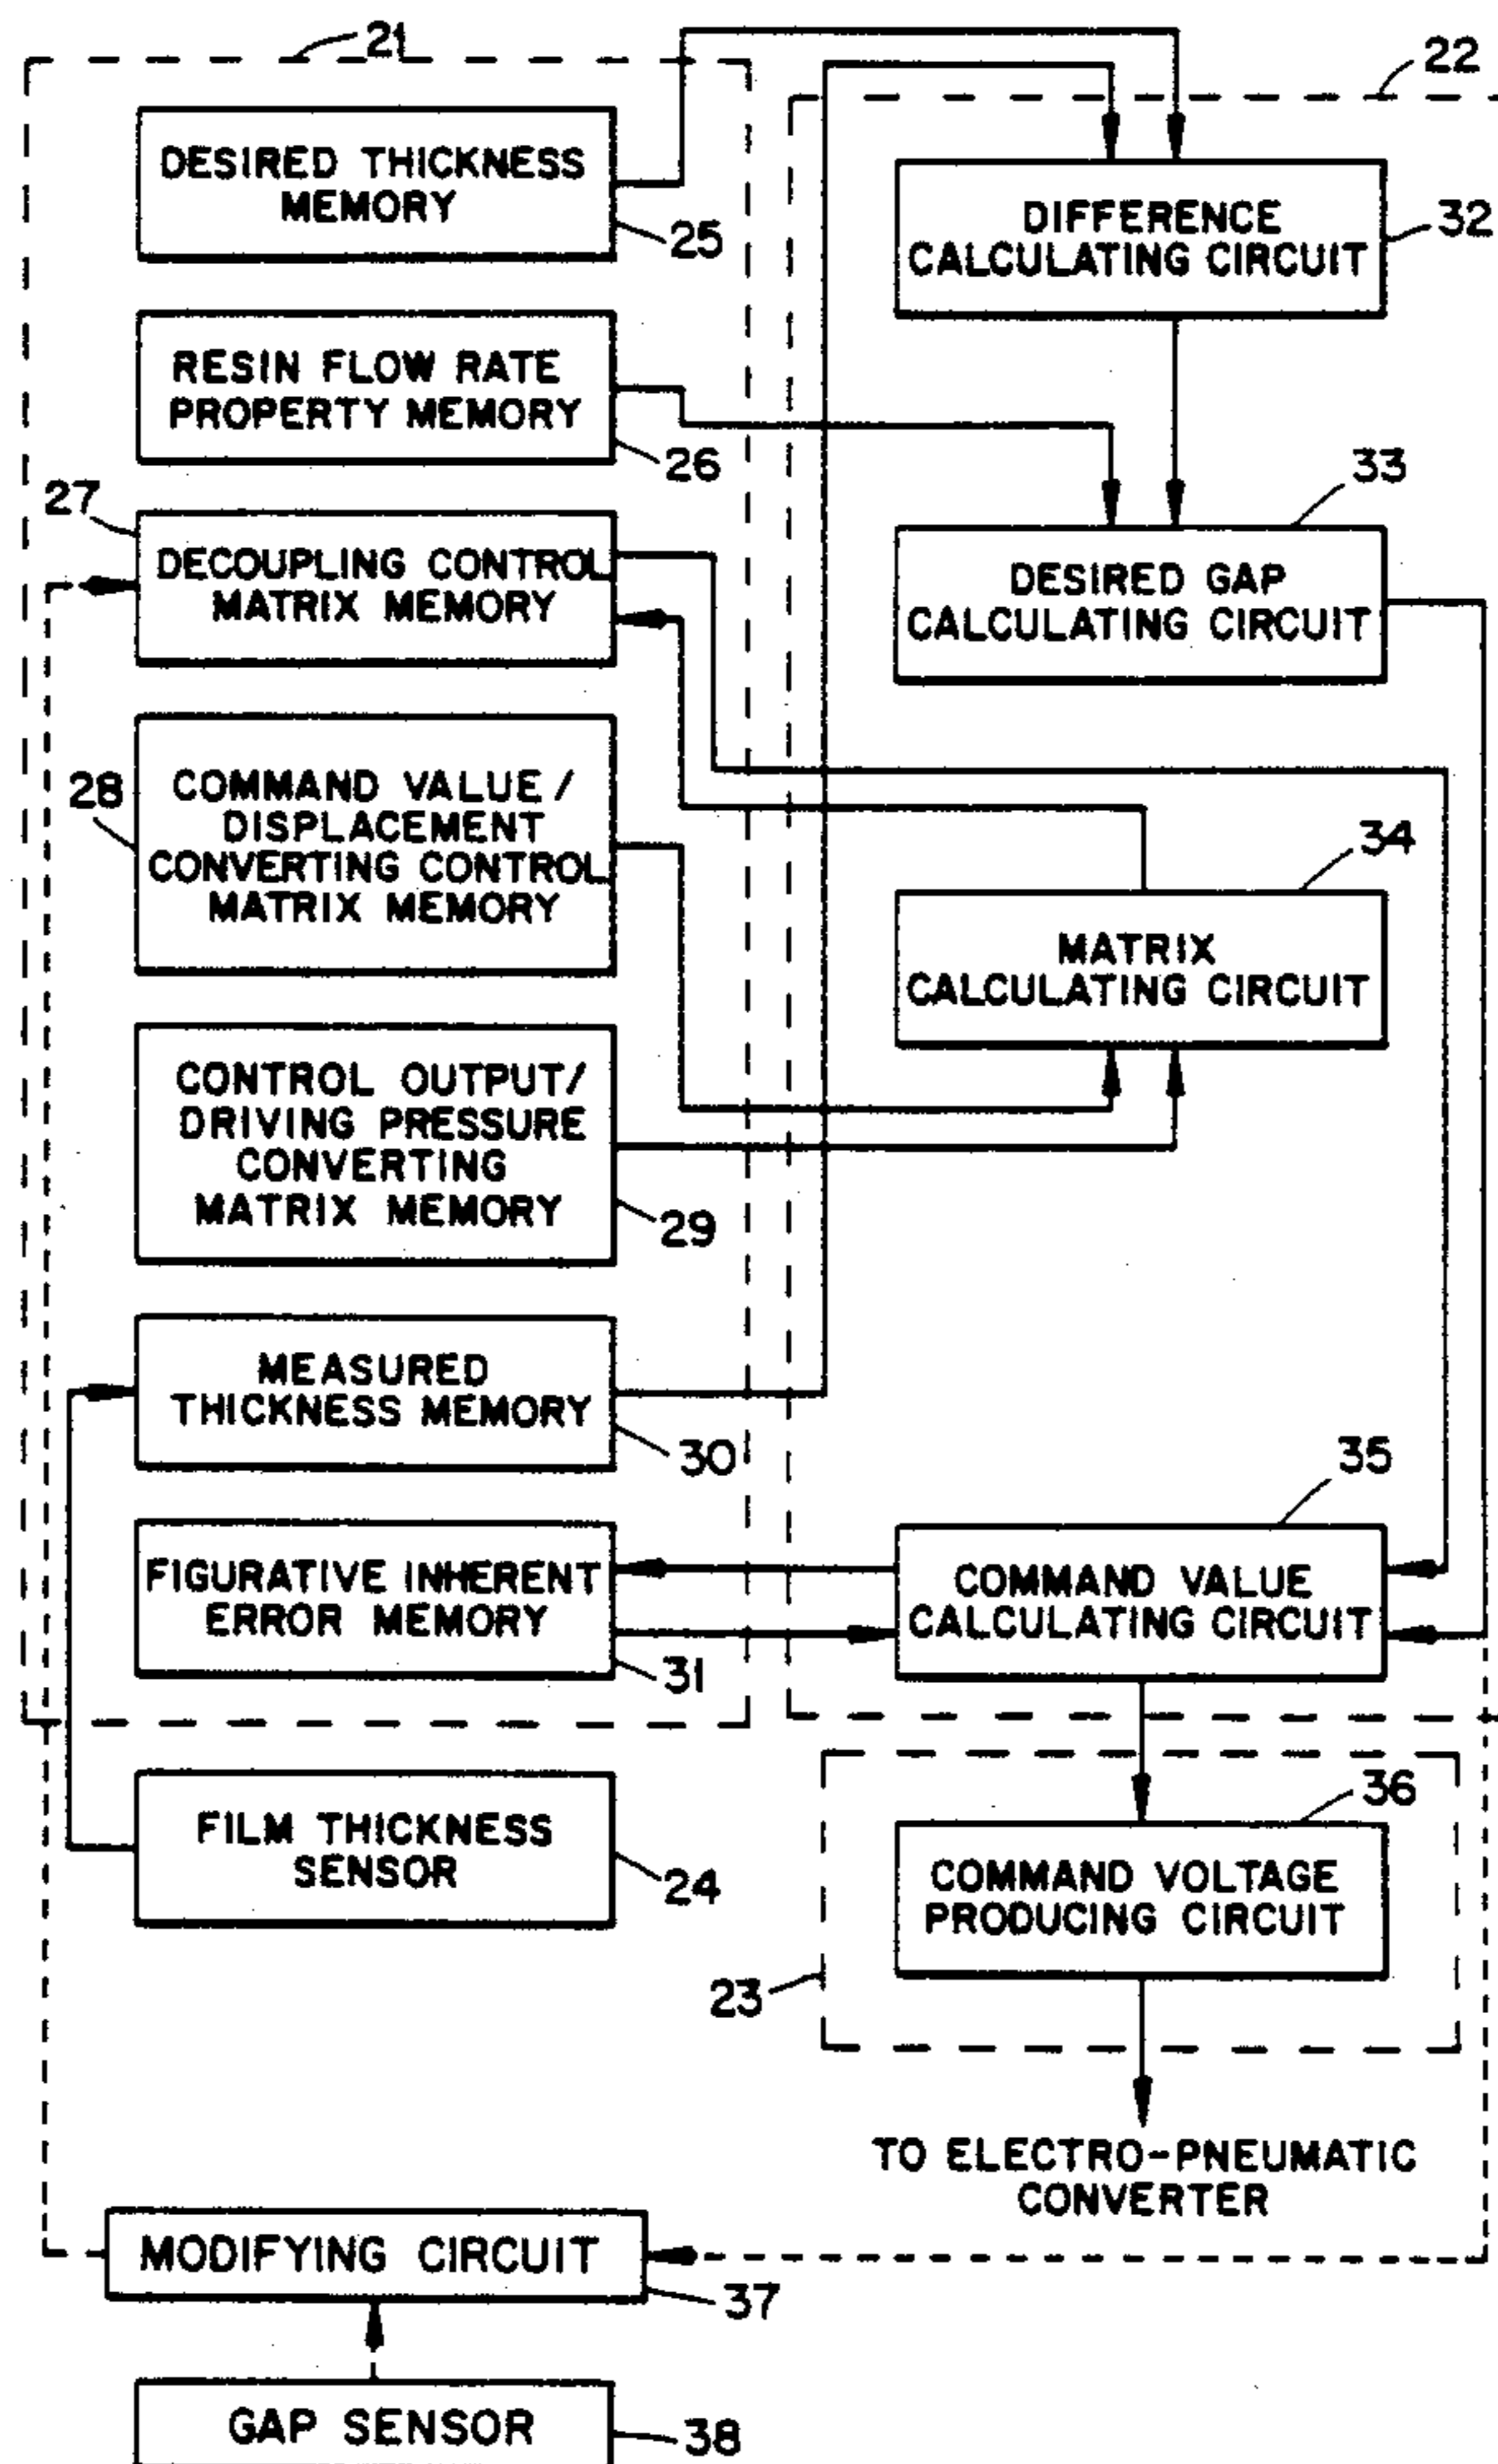 21
22
DESIRED THICKNESS
MEMORY
25
DIFFERENCE
CALCULATING CIRCUIT
32
RESIN FLOW RATE
PROPERTY MEMORY
26
33
27
DECOUPLING CONTROL
MATRIX MEMORY
DESIRED GAP
CALCULATING CIRCUIT
28
COMMAND VALUE /
DISPLACEMENT
CONVERTING CONTROL
MATRIX MEMORY
34
MATRIX
CALCULATING CIRCUIT
CONTROL OUTPUT/
DRIVING PRESSURE
CONVERTING
MATRIX MEMORY
29
MEASURED
THICKNESS MEMORY
30
35
FIGURATIVE INHERENT
ERROR MEMORY
31
COMMAND VALUE
CALCULATING CIRCUIT
FILM THICKNESS
SENSOR
24
36
COMMAND VOLTAGE
PRODUCING CIRCUIT
23
TO ELECTRO-PNEUMATIC
CONVERTER
MODIFYING CIRCUIT
37
GAP SENSOR
38